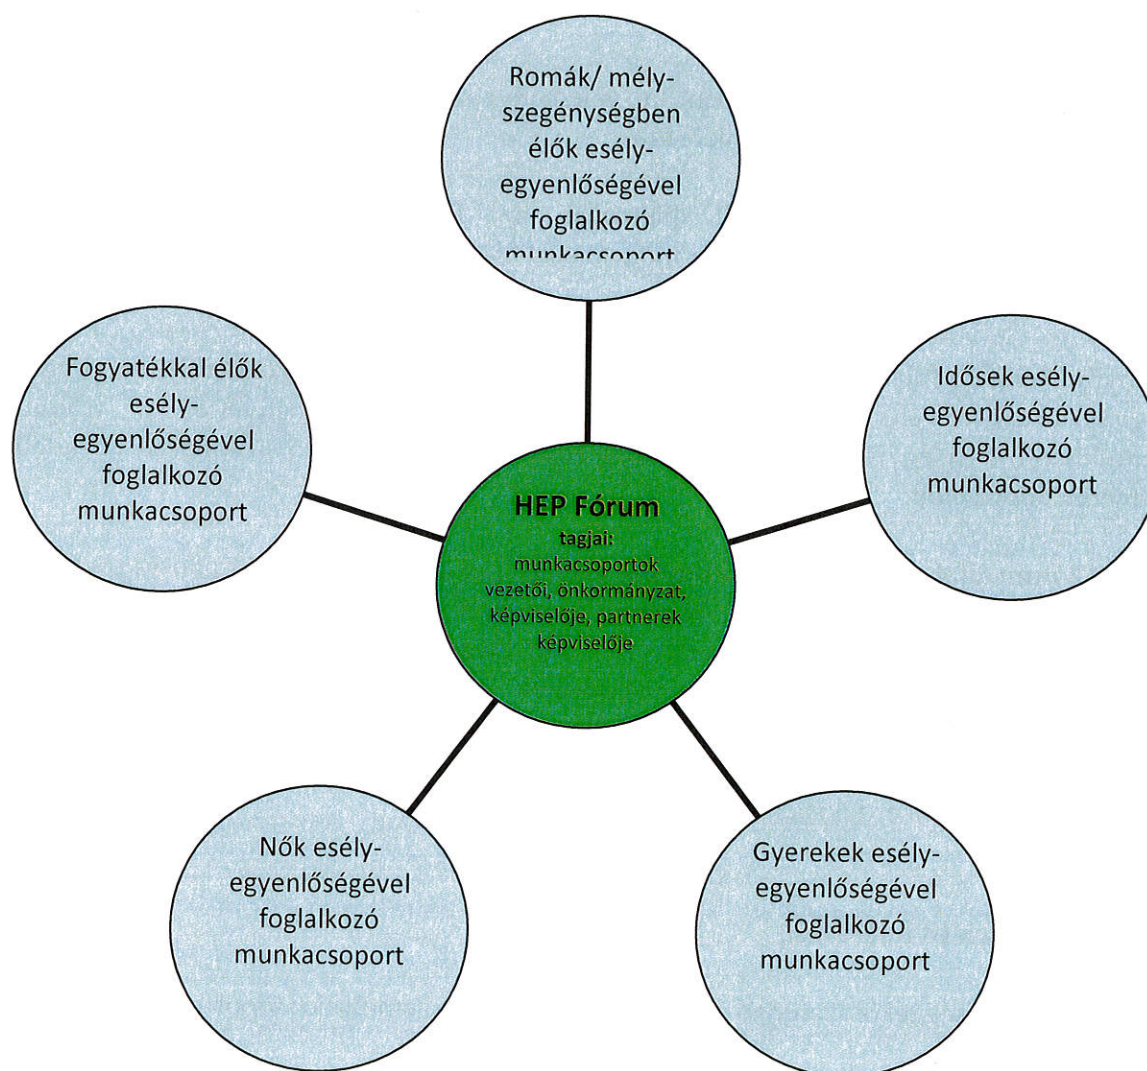 Romák/ mély-
szegénységben
élők esély-
egyenlőségével
foglalkozó
munkacsoport
Fogyatékkal élők
esély-
egyenlőségével
foglalkozó
munkacsoport
Idősek esély-
egyenlőségével
foglalkozó
munkacsoport
HEP Fórum
tagjai:
munkacsoportok
vezetői, önkormányzat,
képviselője, partnerek
képviselője
Nők esély-
egyenlőségével
foglalkozó
munkacsoport
Gyerekek esély-
egyenlőségével
foglalkozó
munkacsoport